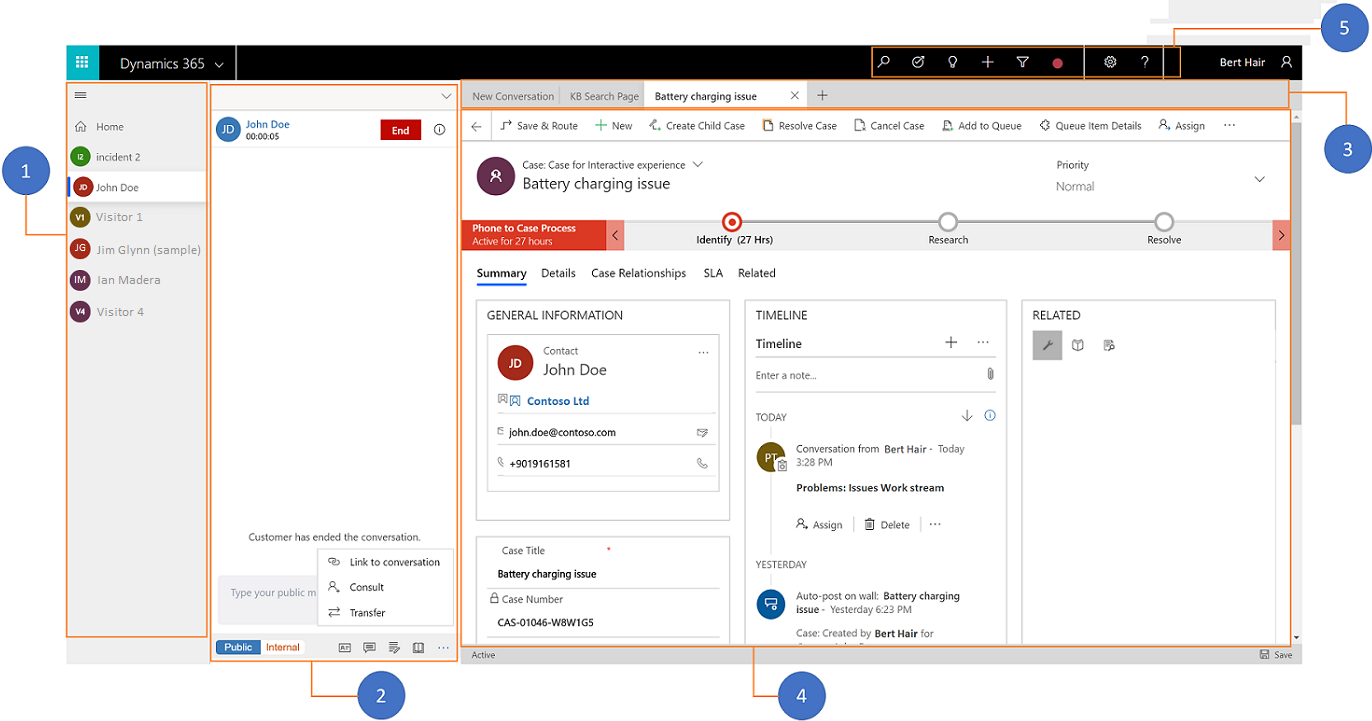 5
Dynamics 365
Bert Hair
Home
I2 incident 2
JD John Doe
V1 Visitor 1
JG Jim Glynn (sample)
IM Ian Madera
V4 Visitor 4
1
JD John Doe
00:00:05
End
Customer has ended the conversation.
Type your public m
Link to conversation
Consult
Transfer
Public Internal
2
New Conversation KB Search Page Battery charging issue
3
Save & Route New Create Child Case Resolve Case Cancel Case Add to Queue Queue Item Details Assign ...
Case: Case for Interactive experience
Battery charging issue
Priority
Normal
Phone to Case Process
Active for 27 hours
Identify (27 Hrs) Research Resolve
Summary Details Case Relationships SLA Related
GENERAL INFORMATION
JD
Contact
John Doe
...
Contoso Ltd
john.doe@contoso.com
+9019161581
Case Title *
Battery charging issue
Case Number
CAS-01046-W8W1G5
TIMELINE
Timeline
...
Enter a note...
TODAY
PT
Conversation from Bert Hair - Today
3:28 PM
Problems: Issues Work stream
Assign Delete ...
YESTERDAY
Auto-post on wall: Battery charging
issue - Yesterday 6:23 PM
Case: Created by Bert Hair for
RELATED
Active
Save
4